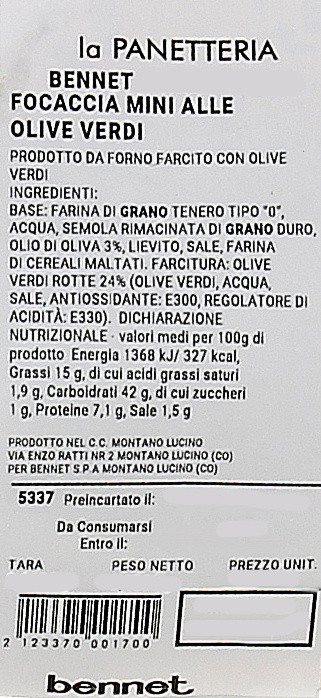 la PANETTERIA
BENNET
FOCACCIA MINI ALLE
OLIVE VERDI
PRODOTTO DA FORNO FARCITO CON OLIVE
VERDI
INGREDIENTI:
BASE: FARINA DI GRANO TENERO TIPO "0",
ACQUA, SEMOLA RIMACINATA DI GRANO DURO,
OLIO DI OLIVA 3%, LIEVITO, SALE, FARINA
DI CEREALI MALTATI. FARCITURA: OLIVE
VERDI ROTTE 24% (OLIVE VERDI, ACQUA,
SALE, ANTIOSSIDANTE: E300, REGOLATORE DI
ACIDITÀ: E330). DICHIARAZIONE
NUTRIZIONALE - valori medi per 100g di
prodotto Energia 1368 kJ/ 327 kcal,
Grassi 15 g, di cui acidi grassi saturi
1,9 g, Carboidrati 42 g, di cui zuccheri
1 g, Proteine 7,1 g, Sale 1,5 g
PRODOTTO NEL C.C. MONTANO LUCINO
VIA ENZO RATTI NR 2 MONTANO LUCINO (CO)
PER BENNET S.P.A MONTANO LUCINO (CO)
5337 Preincartato il:
Da Consumarsi
Entro il:
TARA PESO NETTO PREZZO UNIT.
2 123370 001700
bennet